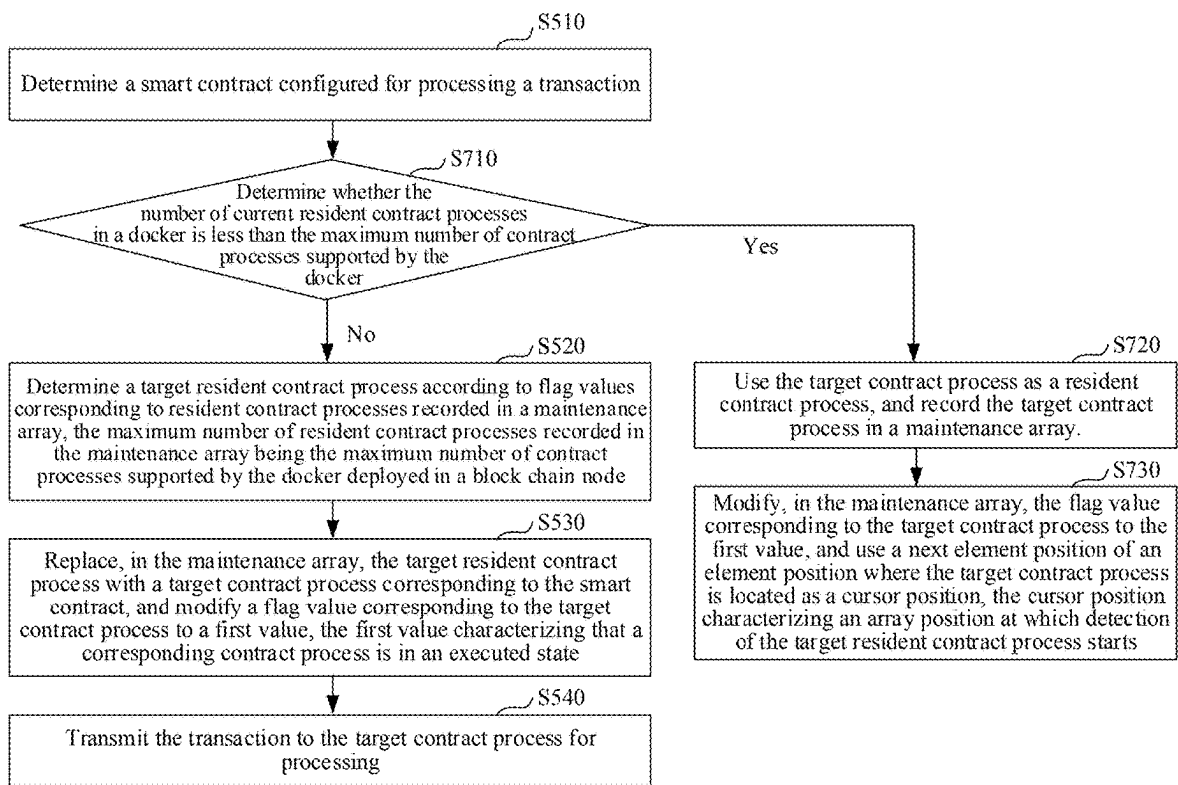 S510
Determine a smart contract configured for processing a transaction
S710
Determine whether the
number of current resident contract processes
in a docker is less than the maximum number of contract
processes supported by the
docker
Yes
No
S520
Determine a target resident contract process according to flag values
corresponding to resident contract processes recorded in a maintenance
array, the maximum number of resident contract processes recorded in
the maintenance array being the maximum number of contract
processes supported by the docker deployed in a block chain node
S530
Replace, in the maintenance array, the target resident contract
process with a target contract process corresponding to the smart
contract, and modify a flag value corresponding to the target
contract process to a first value, the first value characterizing that a
corresponding contract process is in an executed state
S540
Transmit the transaction to the target contract process for
processing
S720
Use the target contract process as a resident
contract process, and record the target contract
process in a maintenance array.
S730
Modify, in the maintenance array, the flag value
corresponding to the target contract process to the
first value, and use a next element position of an
element position where the target contract process
is located as a cursor position, the cursor position
characterizing an array position at which detection
of the target resident contract process starts